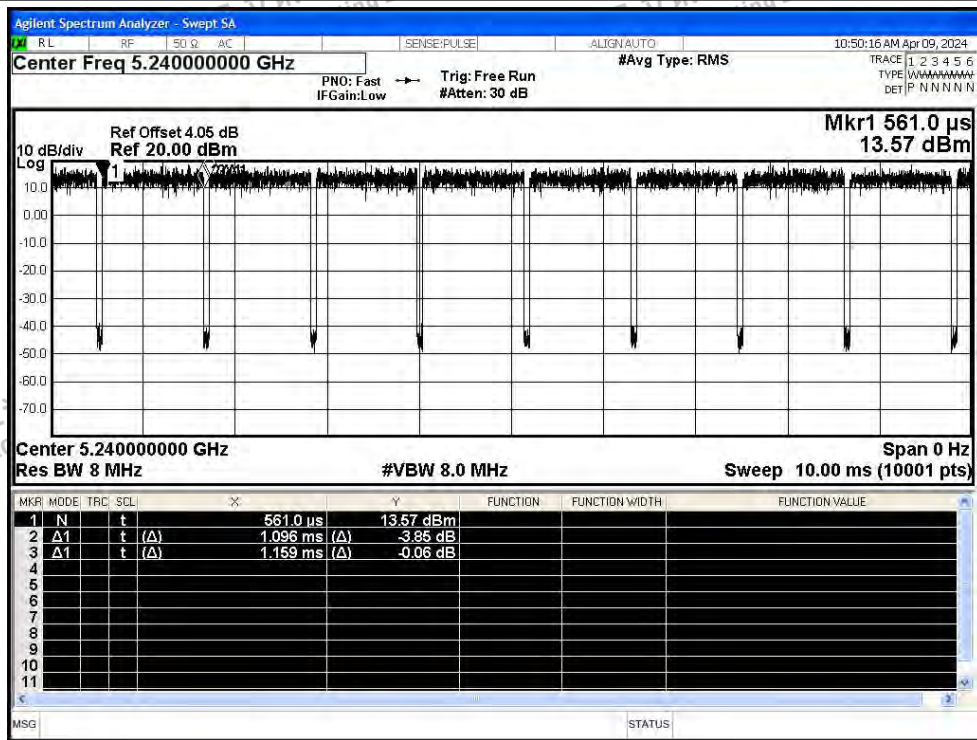 Agilent Spectrum Analyzer - Swept SA
RL RF 50 Ω AC SENSE:PULSE ALIGN AUTO 10:50:16 AM Apr 09, 2024
Center Freq 5.240000000 GHz #Avg Type: RMS TRACE 1 2 3 4 5 6
PNO: Fast Trig: Free Run TYPE WWWWWW
IFGain:Low #Atten: 30 dB DET P N N N N N
Mkr1 561.0 µs
Ref Offset 4.05 dB
10 dB/div Ref 20.00 dBm 13.57 dBm
Log
1
10.0
0.00
-10.0
-20.0
-30.0
-40.0
-50.0
-60.0
-70.0
Center 5.240000000 GHz Span 0 Hz
Res BW 8 MHz #VBW 8.0 MHz Sweep 10.00 ms (10001 pts)
MKR MODE TRC SCL X Y FUNCTION FUNCTION WIDTH FUNCTION VALUE
1 N t 561.0 µs 13.57 dBm
2 Δ1 t (Δ) 1.096 ms (Δ) -3.85 dB
3 Δ1 t (Δ) 1.159 ms (Δ) -0.06 dB
4
5
6
7
8
9
10
11
MSG STATUS